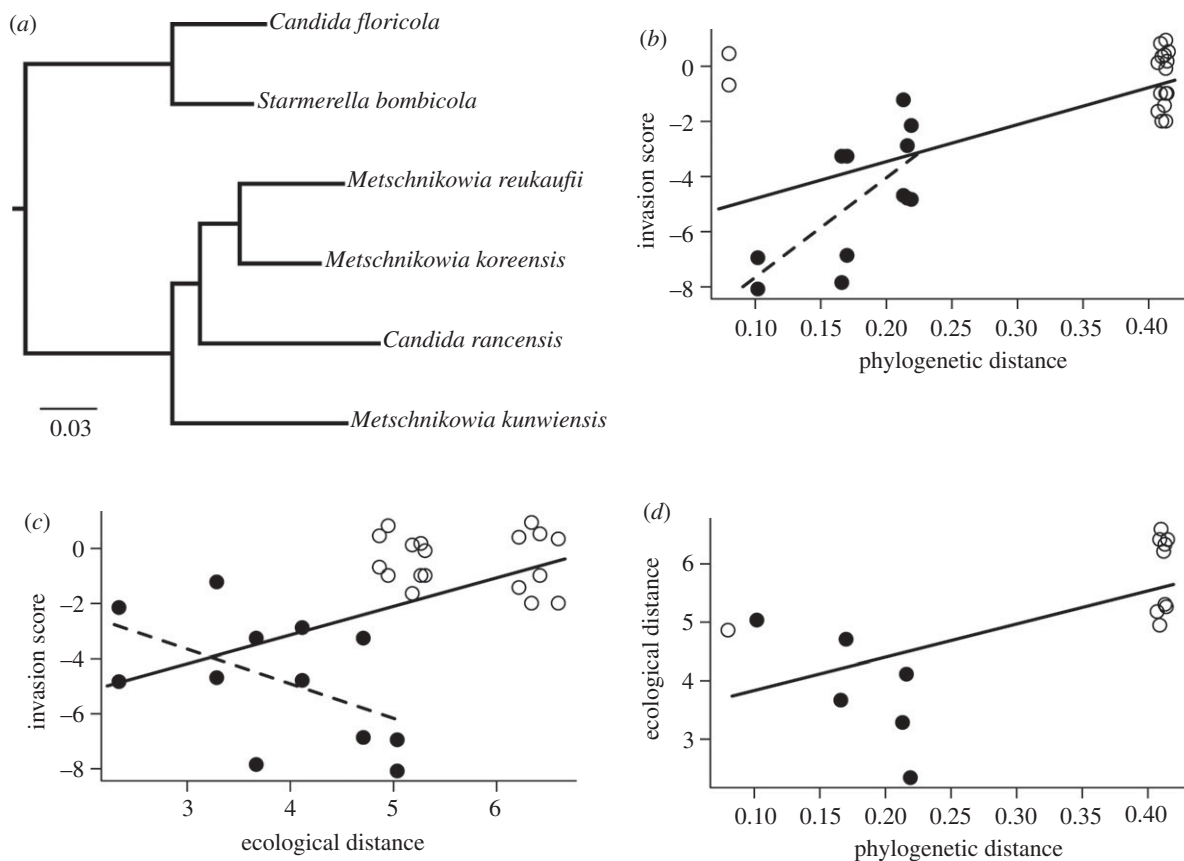 (a)
Candida floricola
Starmerella bombicola
Metschnikowia reukaufii
Metschnikowia koreensis
Candida rancensis
Metschnikowia kunwiensis
0.03
(b)
invasion score
0
–2
–4
–6
–8
0.10 0.15 0.20 0.25 0.30 0.35 0.40
phylogenetic distance
(c)
invasion score
0
–2
–4
–6
–8
3 4 5 6
ecological distance
(d)
ecological distance
6
5
4
3
0.10 0.15 0.20 0.25 0.30 0.35 0.40
phylogenetic distance